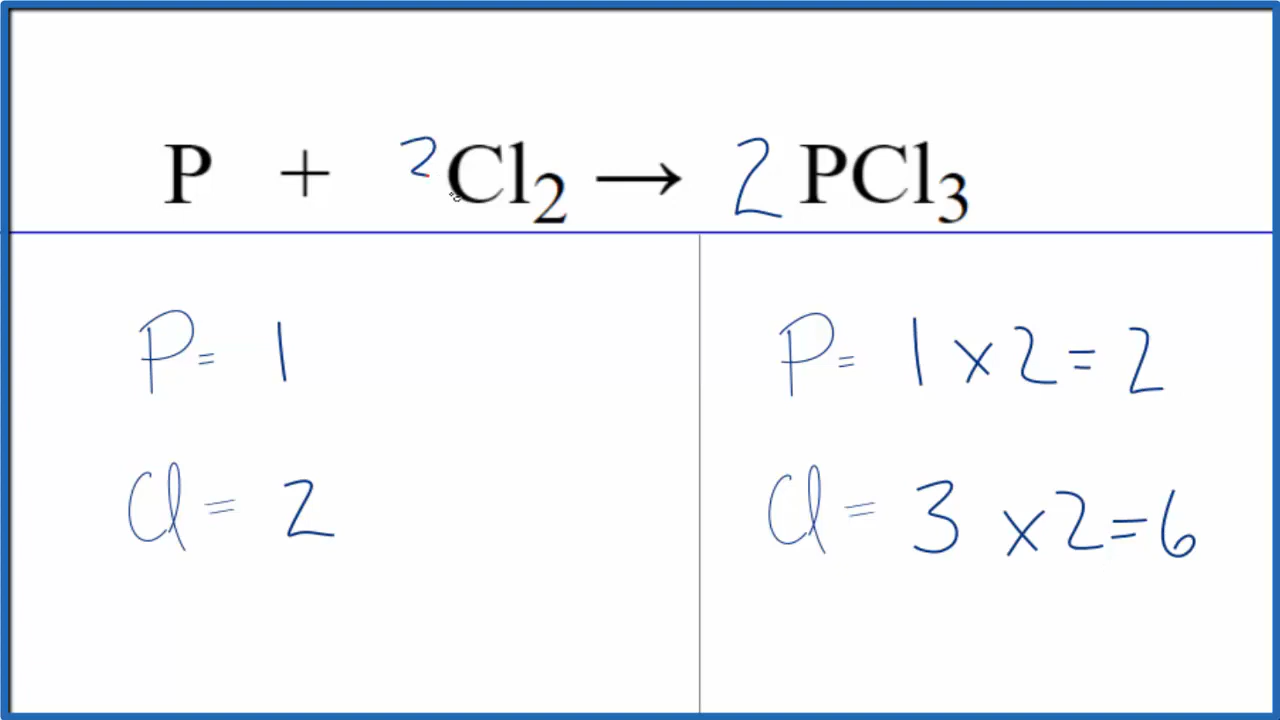 P + 2Cl₂ → 2 PCl₃
P = 1
Cl = 2
P = 1 x 2 = 2
Cl = 3 x 2 = 6